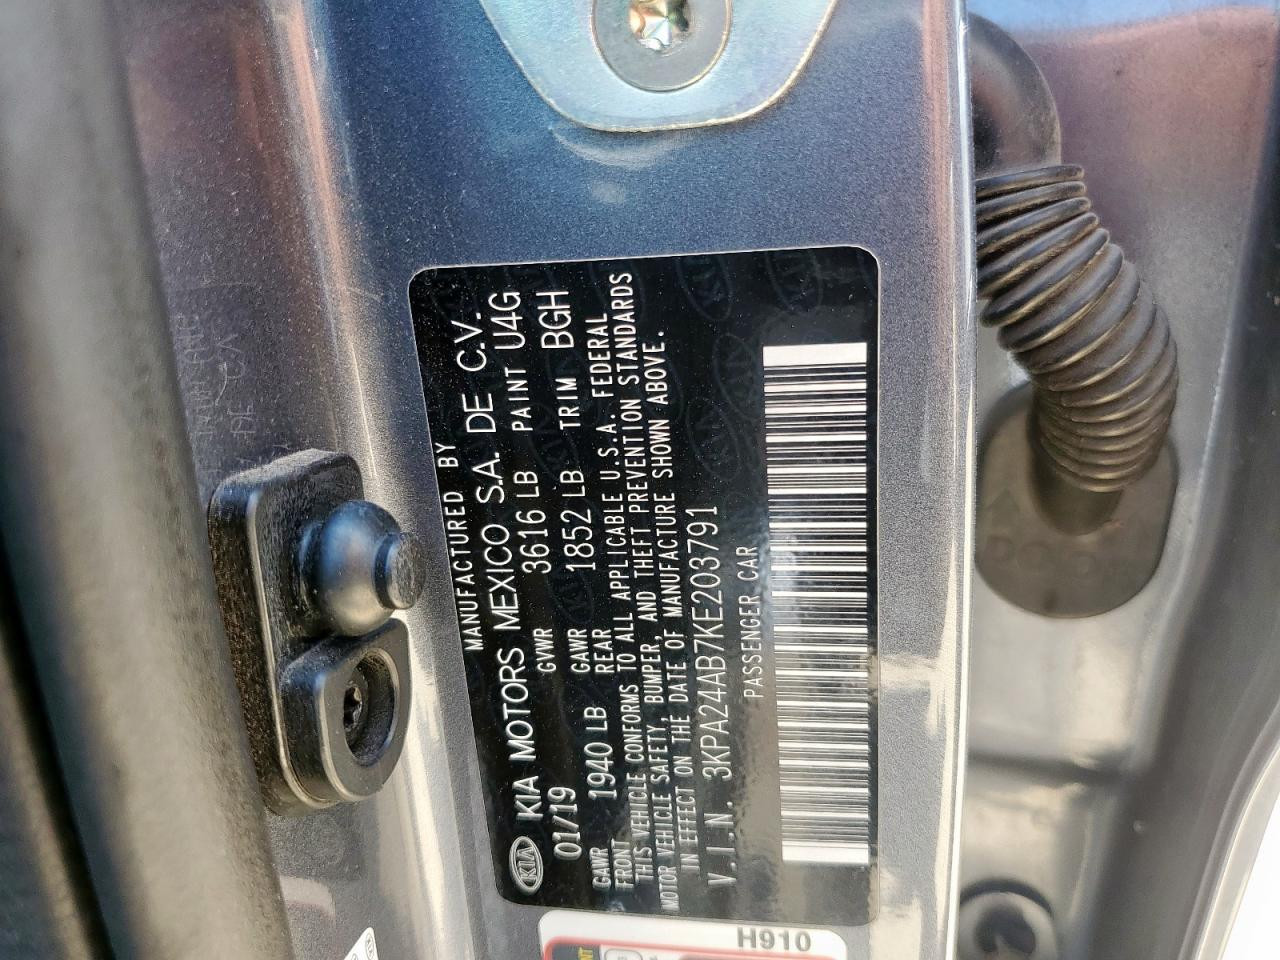 MANUFACTURED BY
KIA KIA MOTORS MEXICO S.A. DE C.V.
01/19 GVWR 3616 LB PAINT U4G
GAWR FRONT 1940 LB GAWR REAR 1852 LB TRIM BGH
THIS VEHICLE CONFORMS TO ALL APPLICABLE U.S.A. FEDERAL
MOTOR VEHICLE SAFETY, BUMPER, AND THEFT PREVENTION STANDARDS
IN EFFECT ON THE DATE OF MANUFACTURE SHOWN ABOVE.
V.I.N. 3KPA24AB7KE203791
PASSENGER CAR
H910